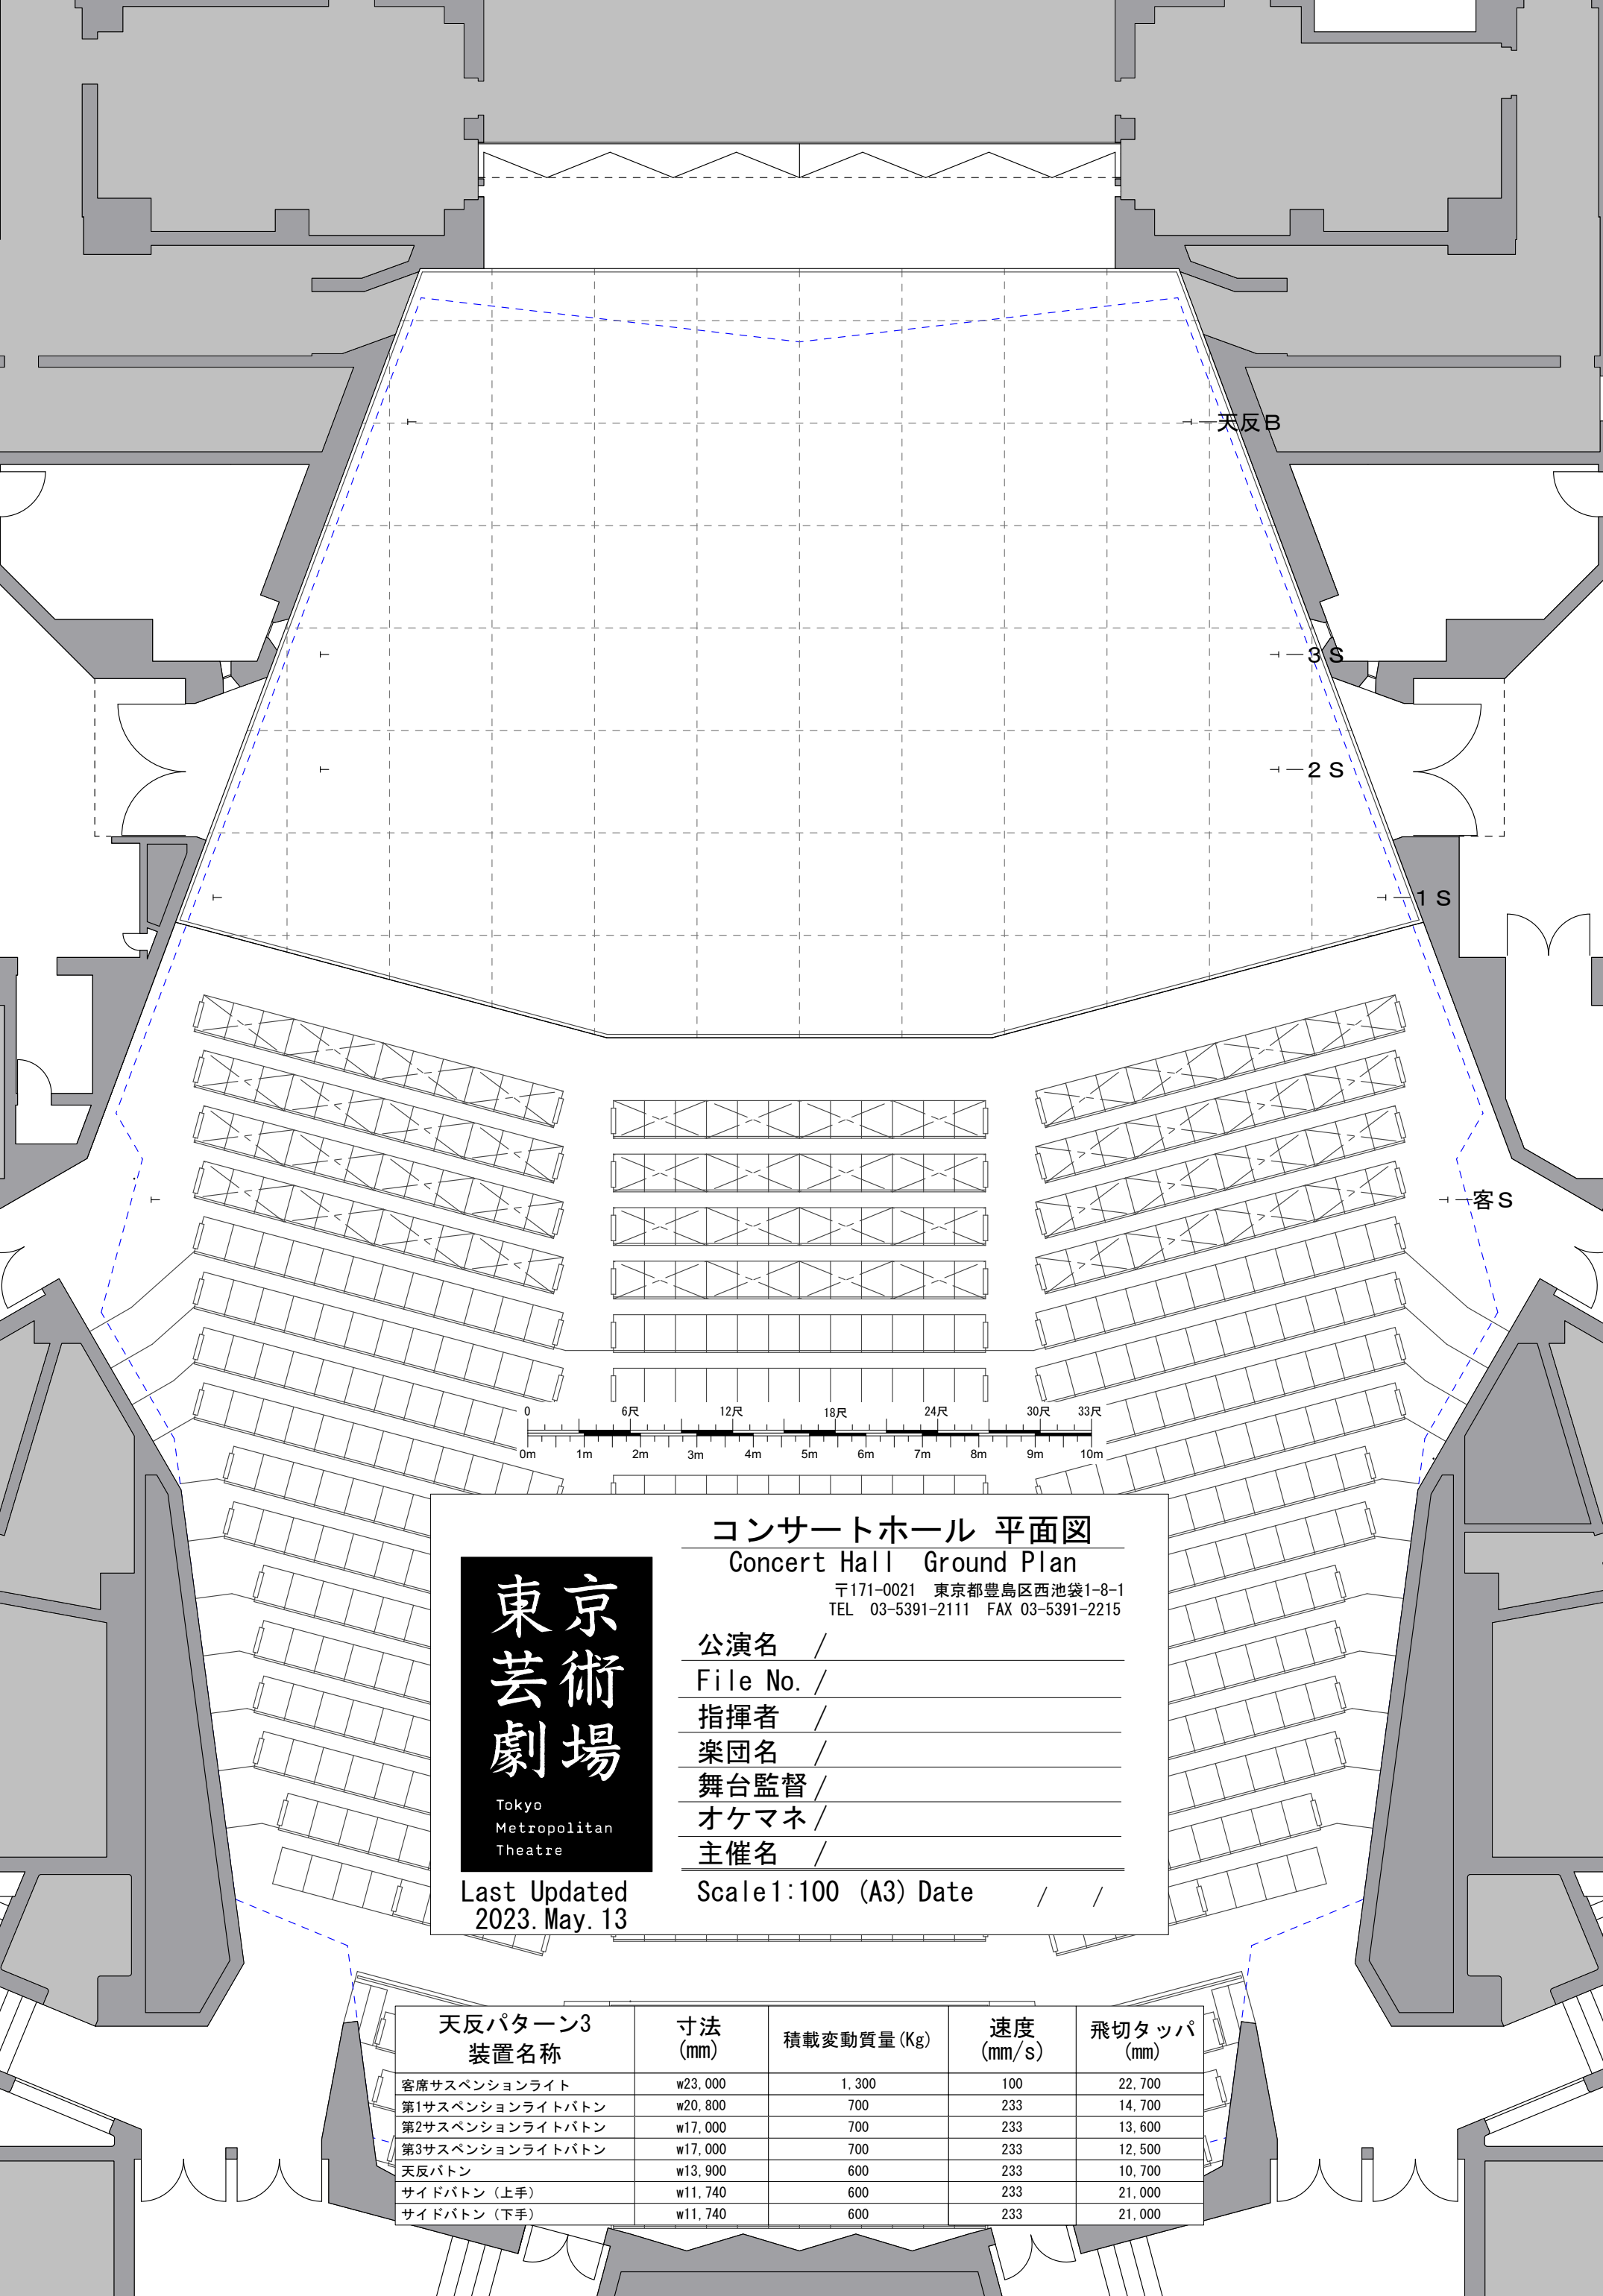 天反B
3S
2S
1S
客S
0 6尺 12尺 18尺 24尺 30尺 33尺
0m 1m 2m 3m 4m 5m 6m 7m 8m 9m 10m
コンサートホール 平面図
Concert Hall Ground Plan
〒171-0021 東京都豊島区西池袋1-8-1
TEL 03-5391-2111 FAX 03-5391-2215
東京
芸術
劇場
Tokyo
Metropolitan
Theatre
公演名 /
File No. /
指揮者 /
楽団名 /
舞台監督 /
オケマネ /
主催名 /
Last Updated
2023.May.13
Scale1:100 (A3) Date / /
天反パターン3
装置名称
寸法
(mm)
積載変動質量(Kg)
速度
(mm/s)
飛切タッパ
(mm)
客席サスペンションライト w23,000 1,300 100 22,700
第1サスペンションライトバトン w20,800 700 233 14,700
第2サスペンションライトバトン w17,000 700 233 13,600
第3サスペンションライトバトン w17,000 700 233 12,500
天反バトン w13,900 600 233 10,700
サイドバトン（上手） w11,740 600 233 21,000
サイドバトン（下手） w11,740 600 233 21,000